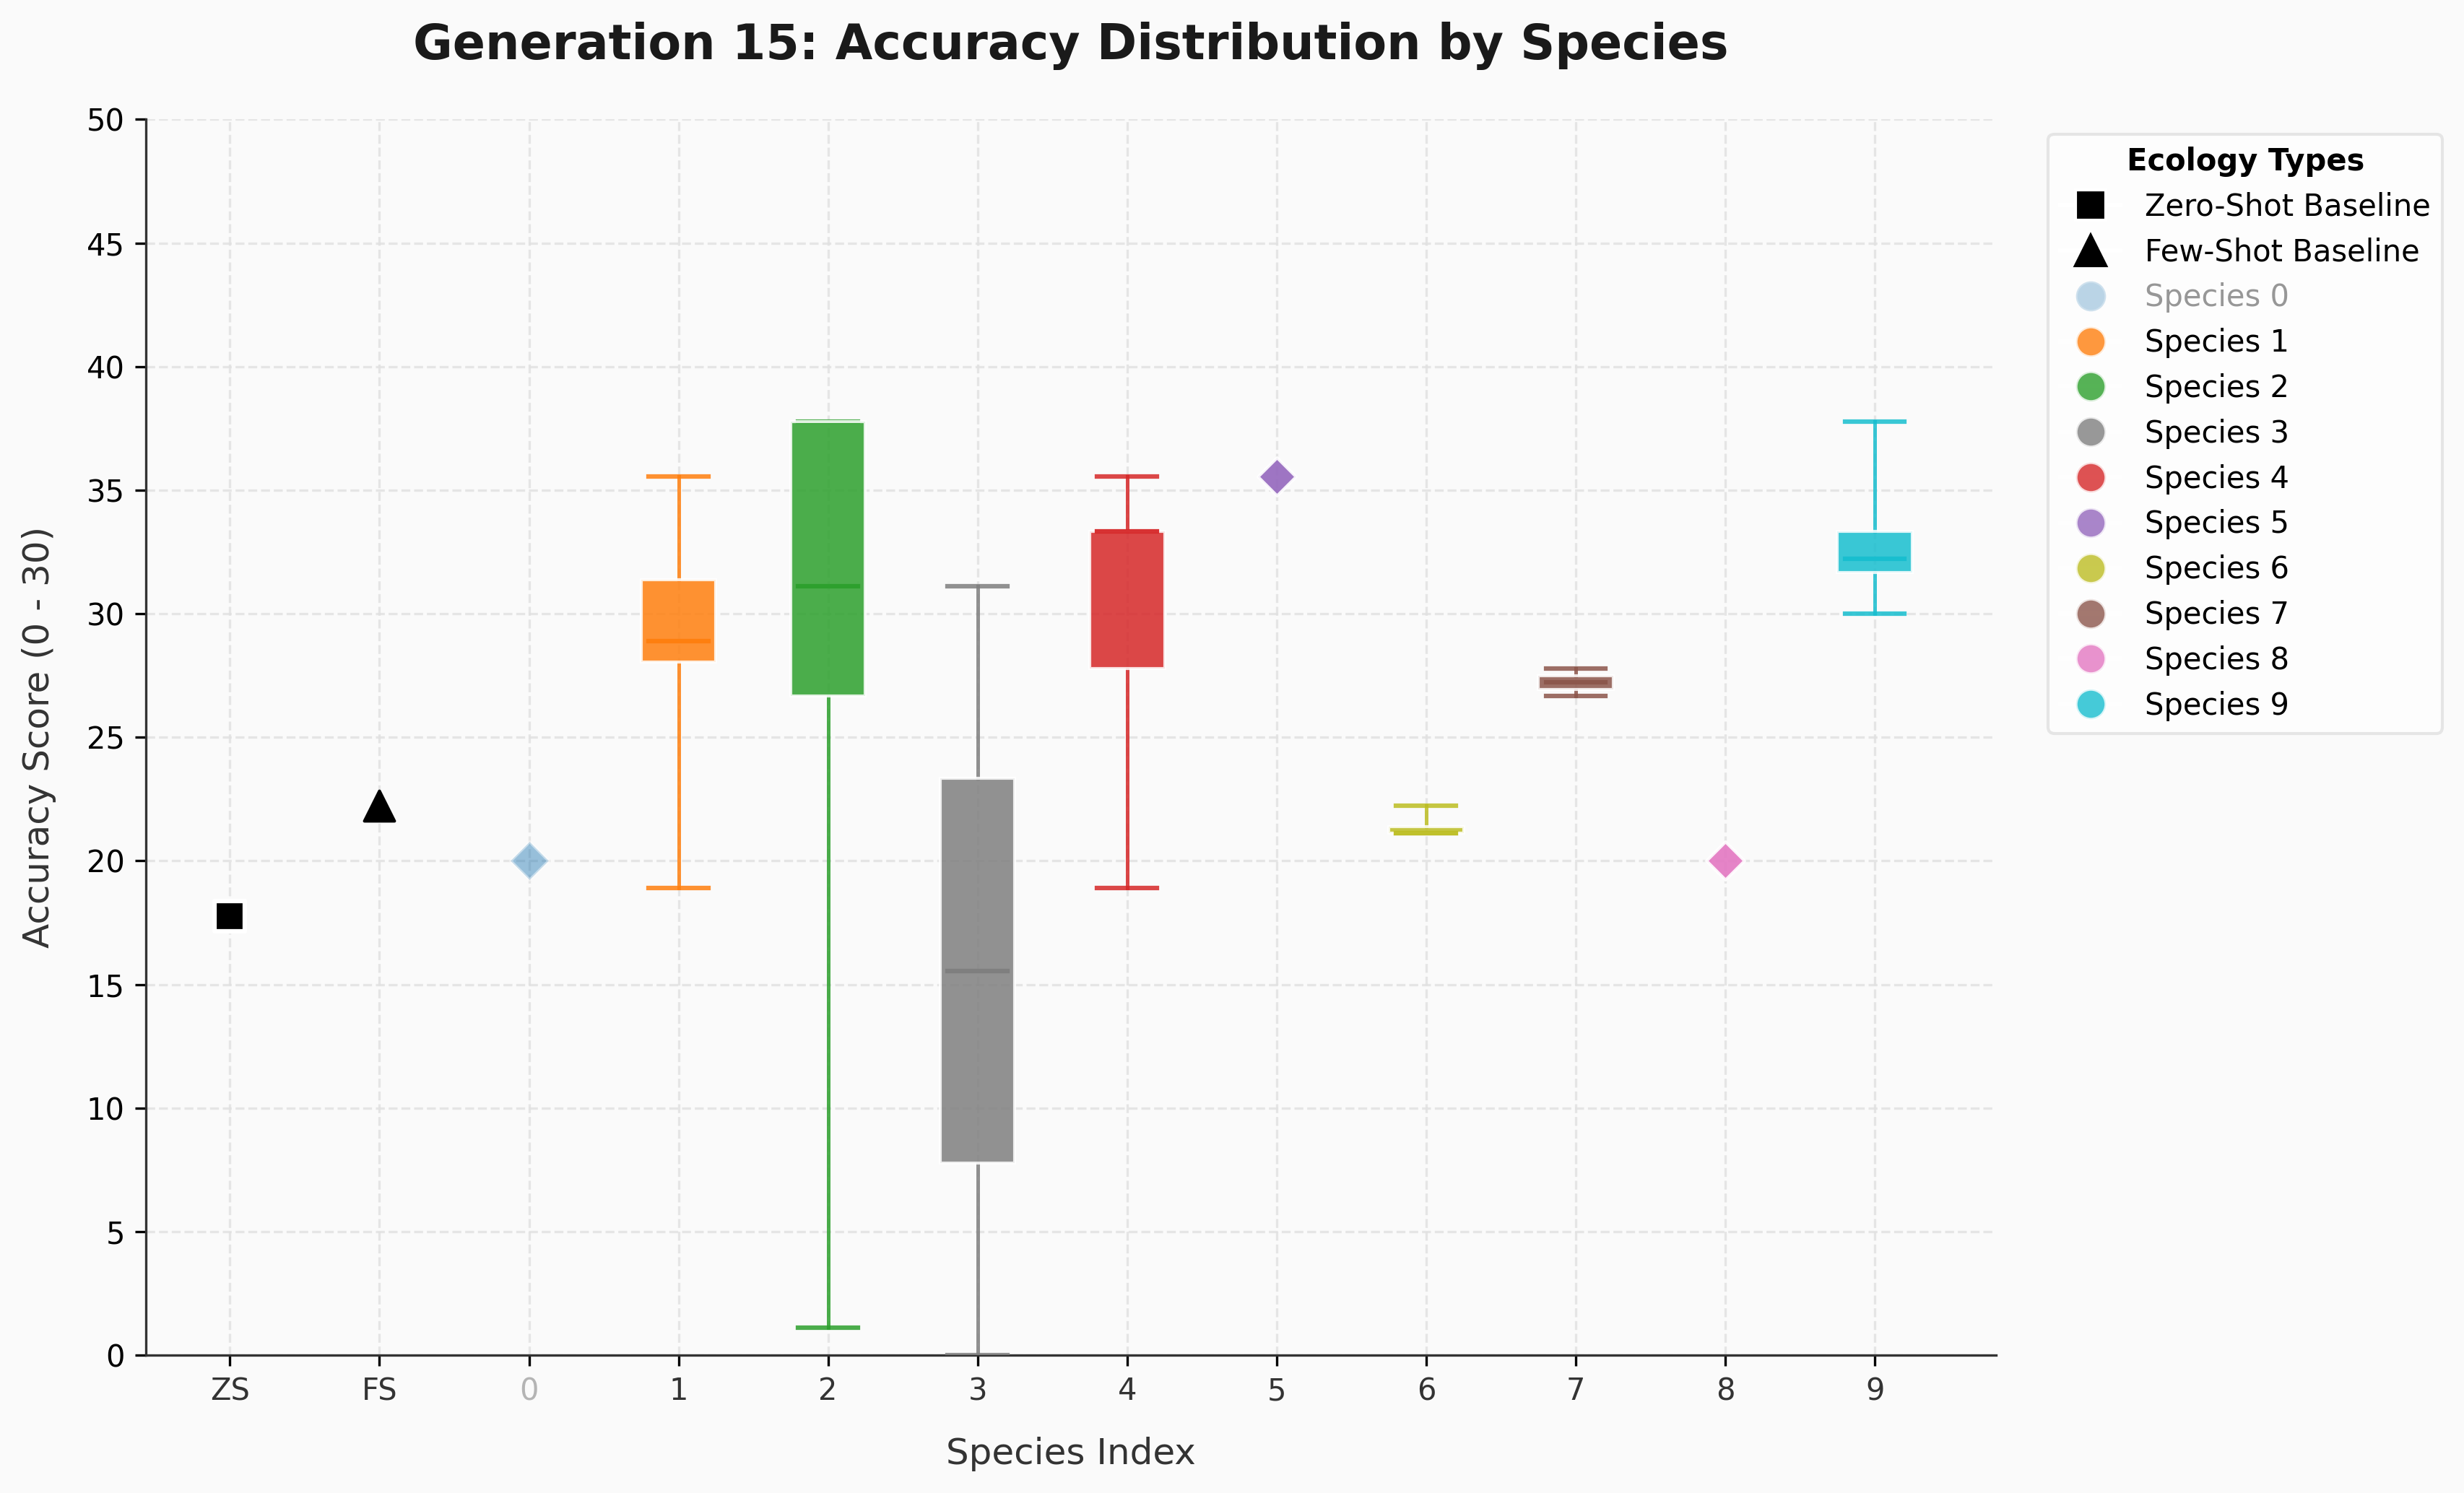 Generation 15: Accuracy Distribution by Species
50
45
40
35
30
25
20
15
10
5
0
Accuracy Score (0 - 30)
ZS FS 0 1 2 3 4 5 6 7 8 9
Species Index
Ecology Types
Zero-Shot Baseline
Few-Shot Baseline
Species 0
Species 1
Species 2
Species 3
Species 4
Species 5
Species 6
Species 7
Species 8
Species 9